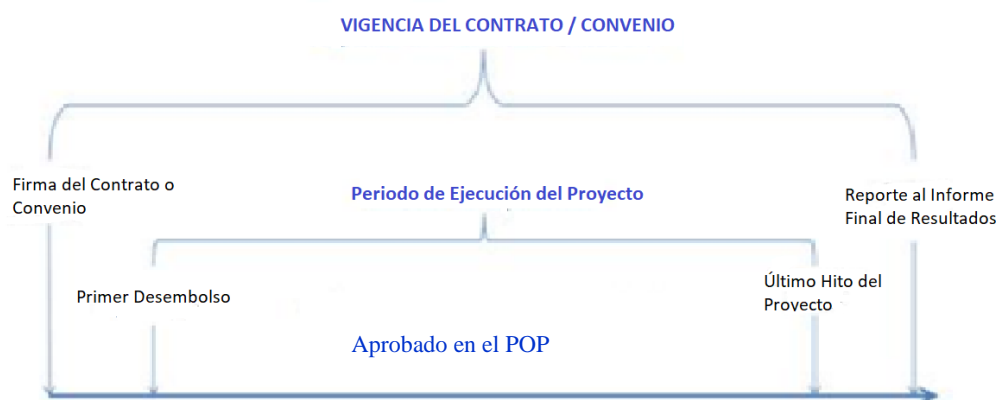 VIGENCIA DEL CONTRATO / CONVENIO
Firma del Contrato o
Convenio
Periodo de Ejecución del Proyecto
Reporte al Informe
Final de Resultados
Primer Desembolso
Último Hito del
Proyecto
Aprobado en el POP